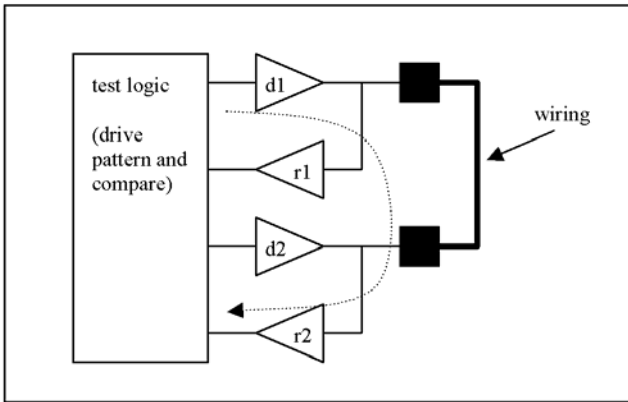 test logic
(drive
pattern and
compare)
d1
r1
d2
r2
wiring